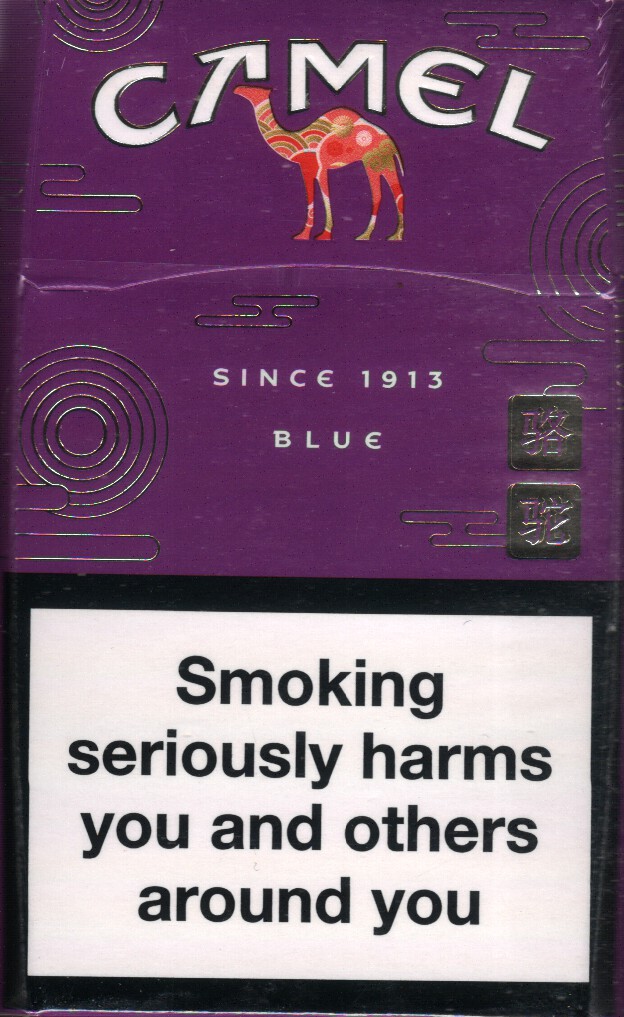 CAMEL
SINCE 1913
BLUE
骆
驼
Smoking
seriously harms
you and others
around you